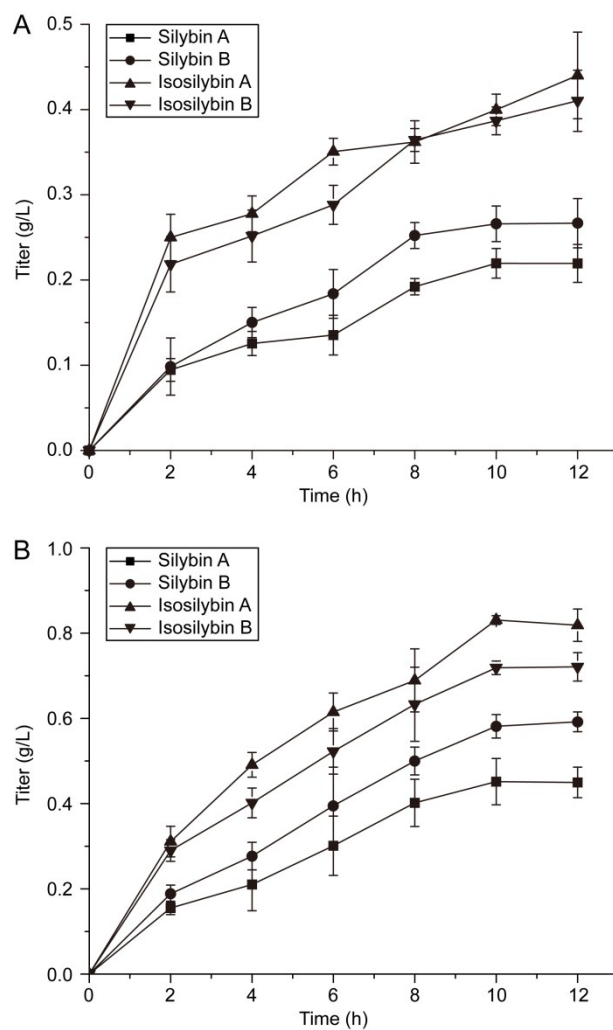 A
Silybin A
Silybin B
Isosilybin A
Isosilybin B
0.5
0.4
0.3
0.2
0.1
0.0
Titer (g/L)
0 2 4 6 8 10 12
Time (h)
B
Silybin A
Silybin B
Isosilybin A
Isosilybin B
1.0
0.8
0.6
0.4
0.2
0.0
Titer (g/L)
0 2 4 6 8 10 12
Time (h)